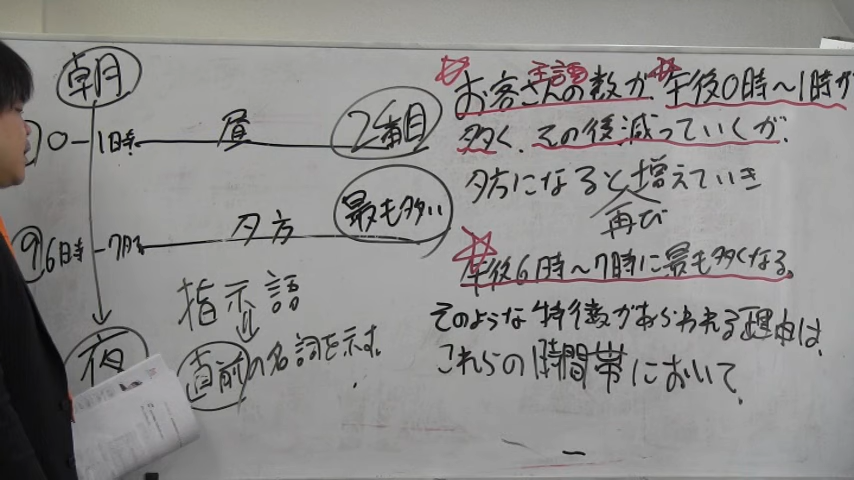 朝
0-1時 昼 2番目
6時-7時 夕方 最も多い
夜
指示語
直前の名詞を示す。
主語
お客さんの数が、午後0時〜1時が
多く、その後減っていくが、
夕方になると増えていき
再び
午後6時〜7時に最も多くなる。
そのような特徴があらわれる理由は、
これらの時間帯において、